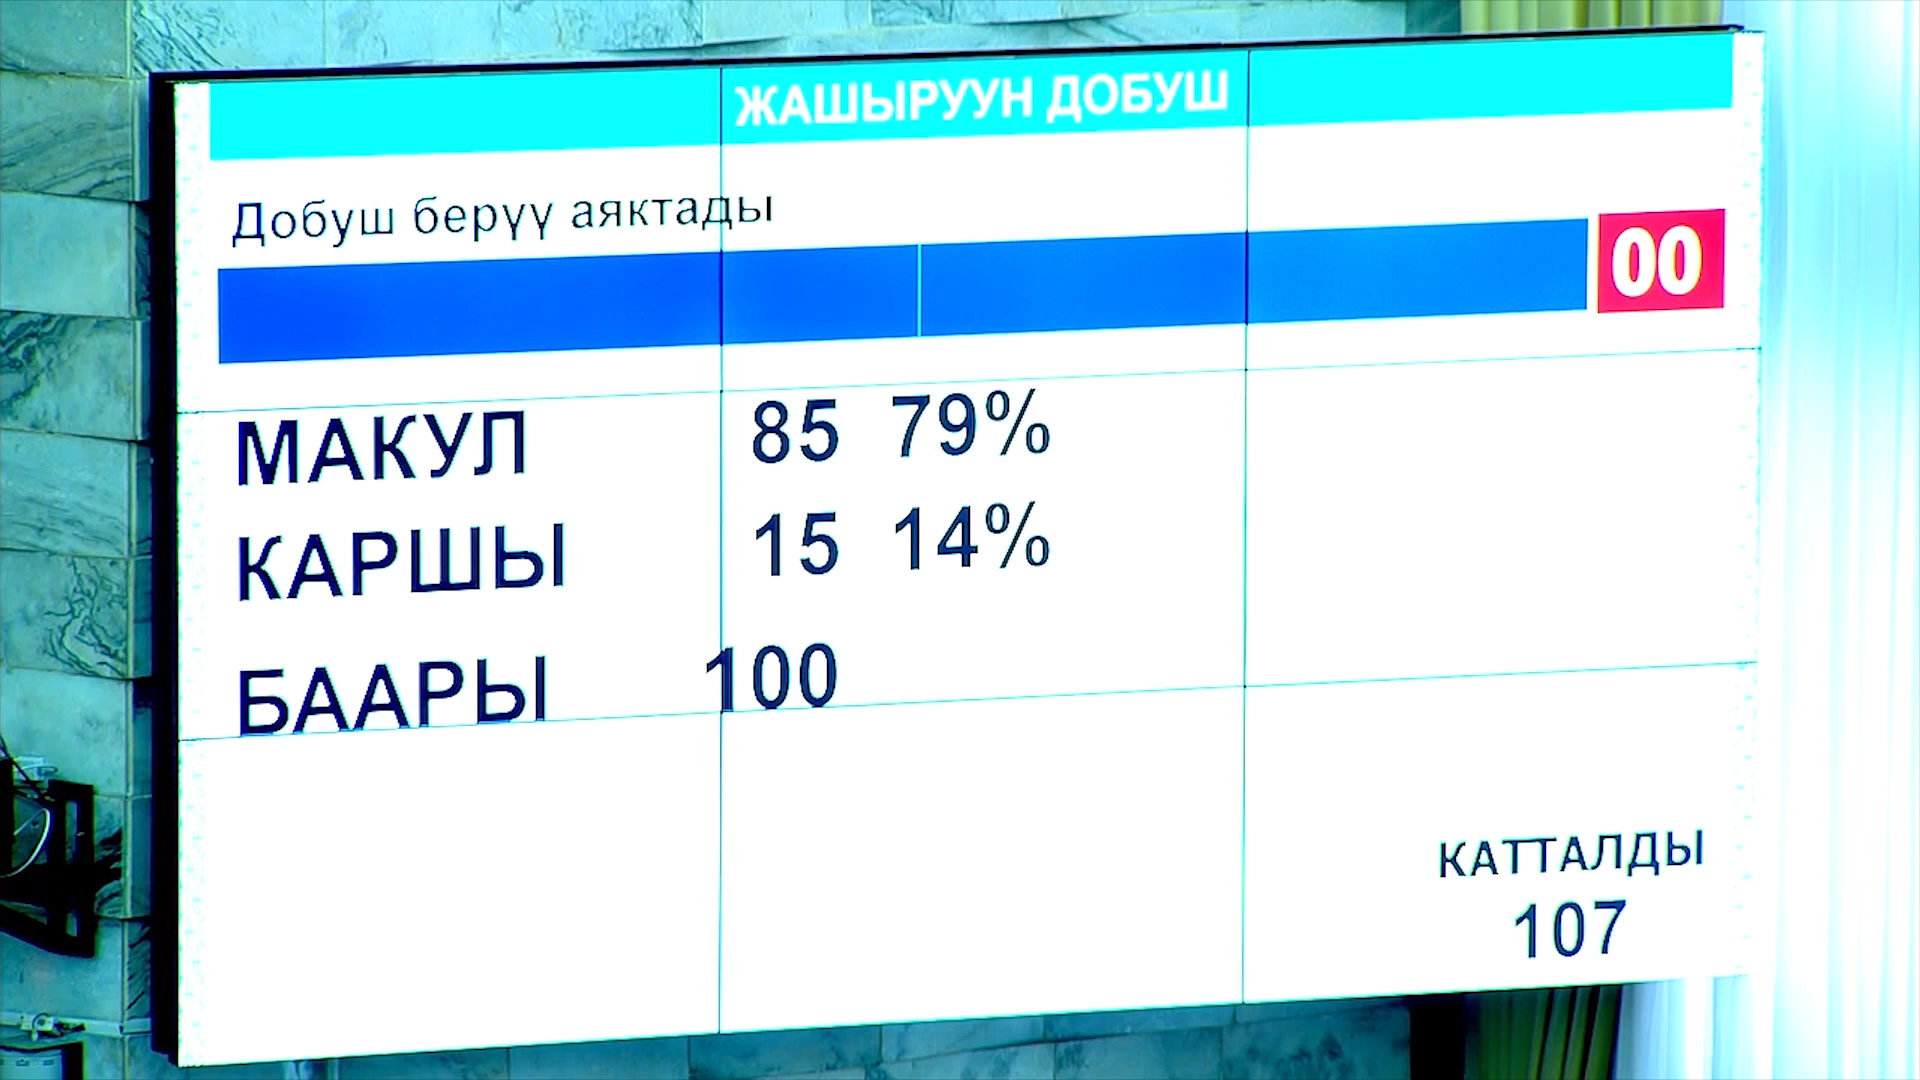 ЖАШЫРУУН ДОБУШ
Добуш берүү аяктады
00
МАКУЛ 85 79%
КАРШЫ 15 14%
БААРЫ 100
КАТТАЛДЫ
107